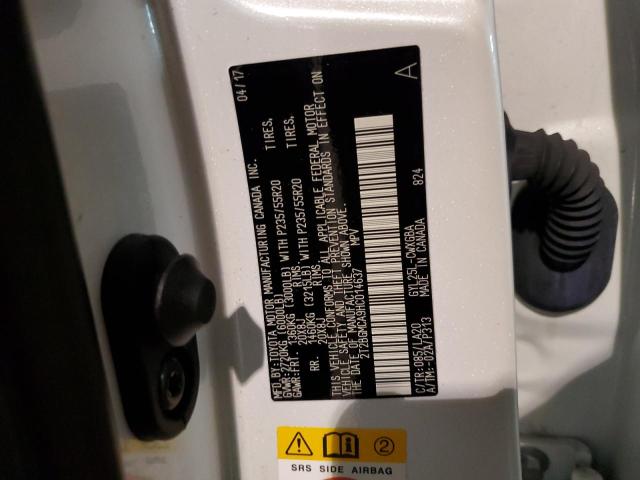 MFD.BY:TOYOTA MOTOR MANUFACTURING CANADA INC. 04/17
GVWR:2720KG (6000LB)
GAWR:FRT. 1360KG (3000LB) WITH P235/55R20 TIRES,
20X8J RIMS
RR. 1460KG (3215LB) WITH P235/55R20 TIRES,
20X8J RIMS
THIS VEHICLE CONFORMS TO ALL APPLICABLE FEDERAL MOTOR
VEHICLE SAFETY AND THEFT PREVENTION STANDARDS IN EFFECT ON
THE DATE OF MANUFACTURE SHOWN ABOVE.
MPV
A
C/TR:085/LA20 GYL25L-CWXGBA 824
A/TM:-02A/P313 MADE IN CANADA
2
SRS SIDE AIRBAG